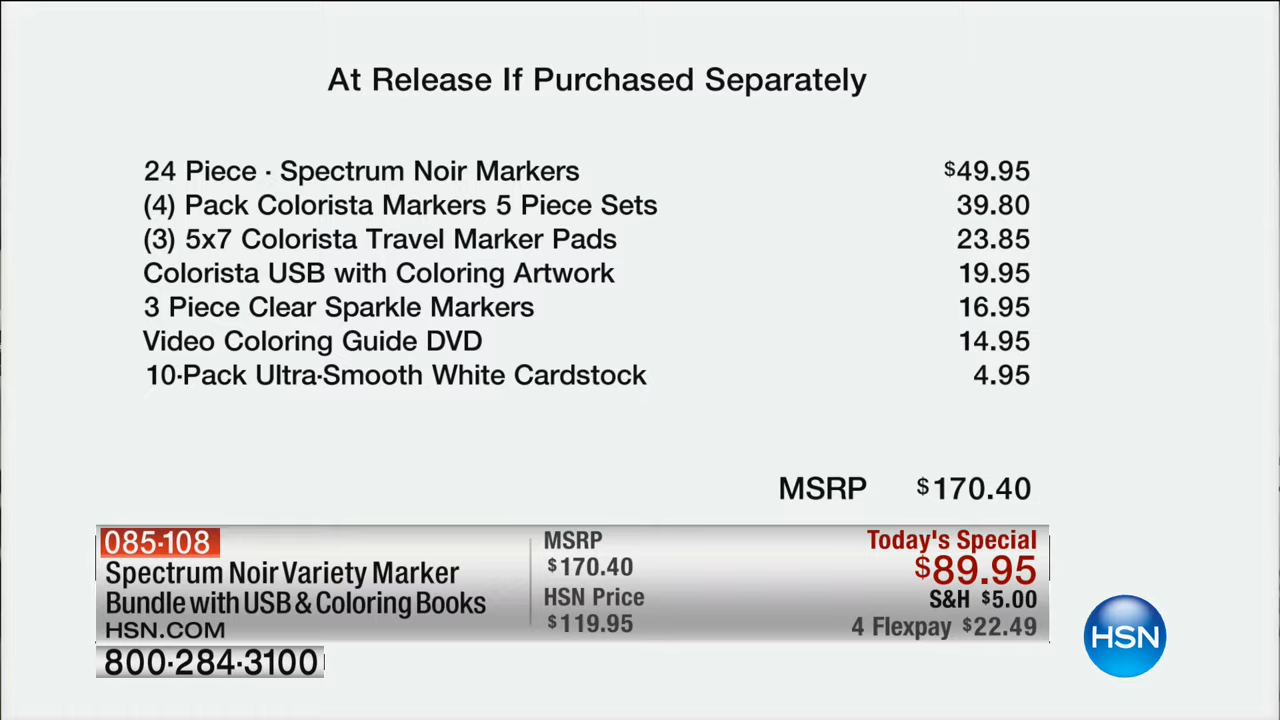 At Release If Purchased Separately
24 Piece · Spectrum Noir Markers $49.95
(4) Pack Colorista Markers 5 Piece Sets 39.80
(3) 5x7 Colorista Travel Marker Pads 23.85
Colorista USB with Coloring Artwork 19.95
3 Piece Clear Sparkle Markers 16.95
Video Coloring Guide DVD 14.95
10·Pack Ultra·Smooth White Cardstock 4.95
MSRP $170.40
085·108
Spectrum Noir Variety Marker
Bundle with USB & Coloring Books
HSN.COM
800·284·3100
MSRP
$170.40
HSN Price
$119.95
Today's Special
$89.95
S&H $5.00
4 Flexpay $22.49
HSN